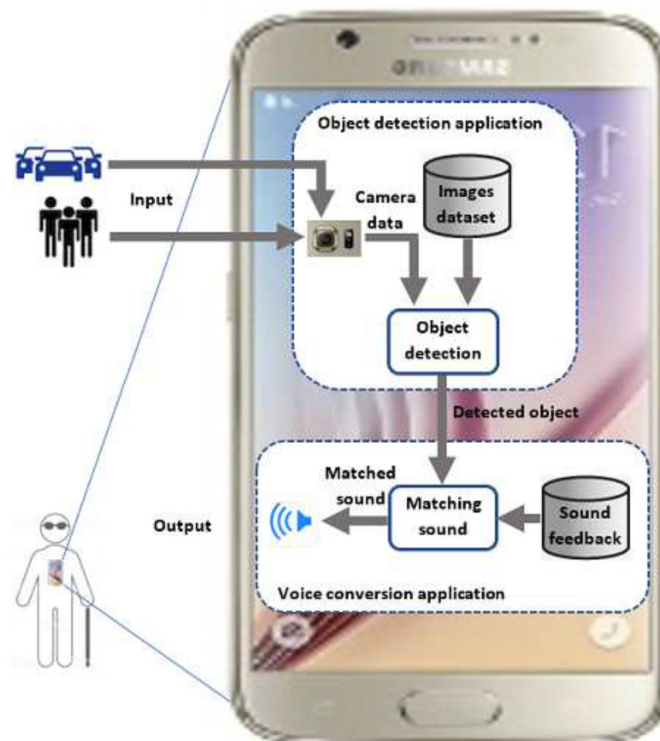 Object detection application
Input
Camera
data
Images
dataset
Object
detection
Detected object
Matched
sound
Output
Matching
sound
Sound
feedback
Voice conversion application